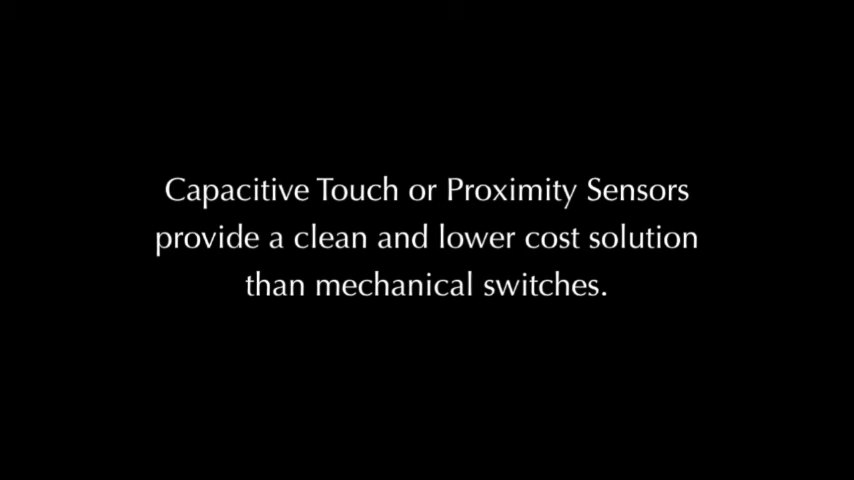 Capacitive Touch or Proximity Sensors
provide a clean and lower cost solution
than mechanical switches.